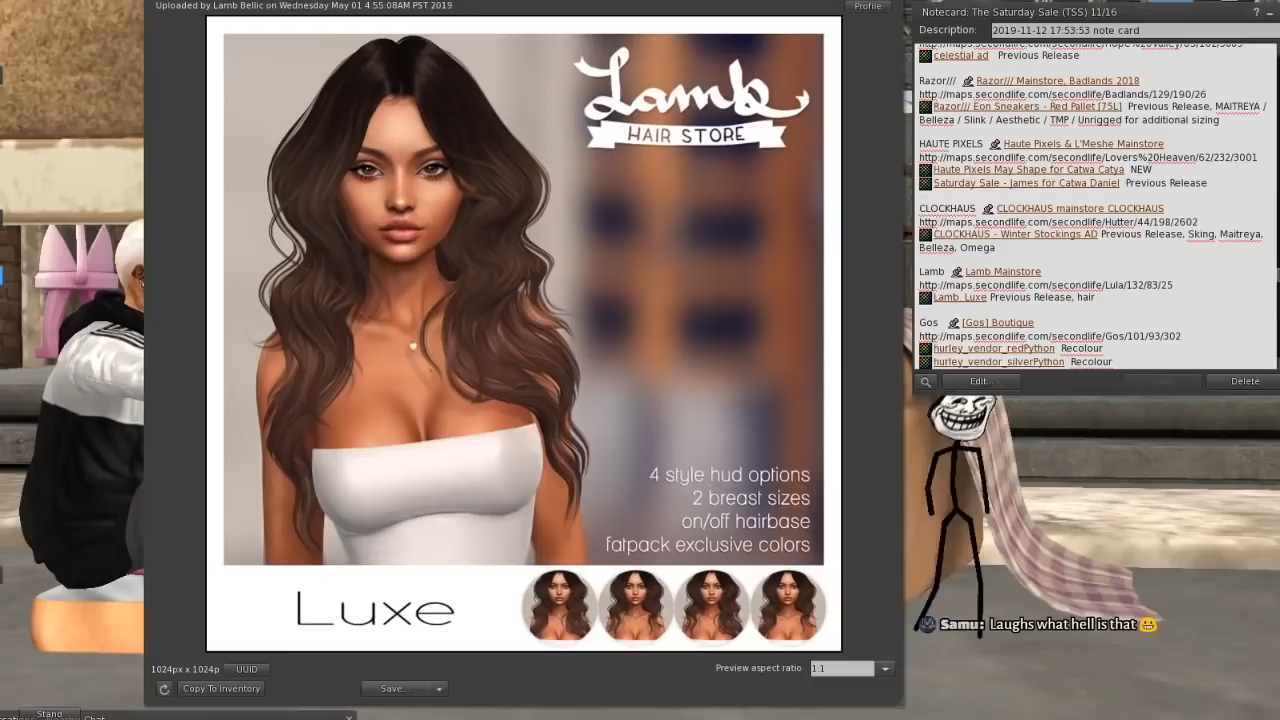 Uploaded by Lamb Bellic on Wednesday May 01 4:55:08AM PST 2019
Profile
Lamb
HAIR STORE
4 style hud options
2 breast sizes
on/off hairbase
fatpack exclusive colors
Luxe
1024px x 1024p
UUID
Preview aspect ratio
1:1
Copy To Inventory
Save...
Notecard: The Saturday Sale (TSS) 11/16
? _
Description:
2019-11-12 17:53:53 note card
celestial ad Previous Release
Razor/// Razor/// Mainstore, Badlands 2018
http://maps.secondlife.com/secondlife/Badlands/129/190/26
Razor/// Eon Sneakers - Red Pallet [75L] Previous Release, MAITREYA /
Belleza / Slink / Aesthetic / TMP / Unrigged for additional sizing
HAUTE PIXELS Haute Pixels & L'Meshe Mainstore
http://maps.secondlife.com/secondlife/Lovers%20Heaven/62/232/3001
Haute Pixels May Shape for Catwa Catya NEW
Saturday Sale - James for Catwa Daniel Previous Release
CLOCKHAUS CLOCKHAUS mainstore CLOCKHAUS
http://maps.secondlife.com/secondlife/Hutter/44/198/2602
CLOCKHAUS - Winter Stockings AD Previous Release, Sking, Maitreya,
Belleza, Omega
Lamb Lamb Mainstore
http://maps.secondlife.com/secondlife/Lula/132/83/25
Lamb_Luxe Previous Release, hair
Gos [Gos] Boutique
http://maps.secondlife.com/secondlife/Gos/101/93/302
hurley_vendor_redPython Recolour
hurley_vendor_silverPython Recolour
Edit...
Delete
Samu: Laughs what hell is that 😀
Stand
Chat